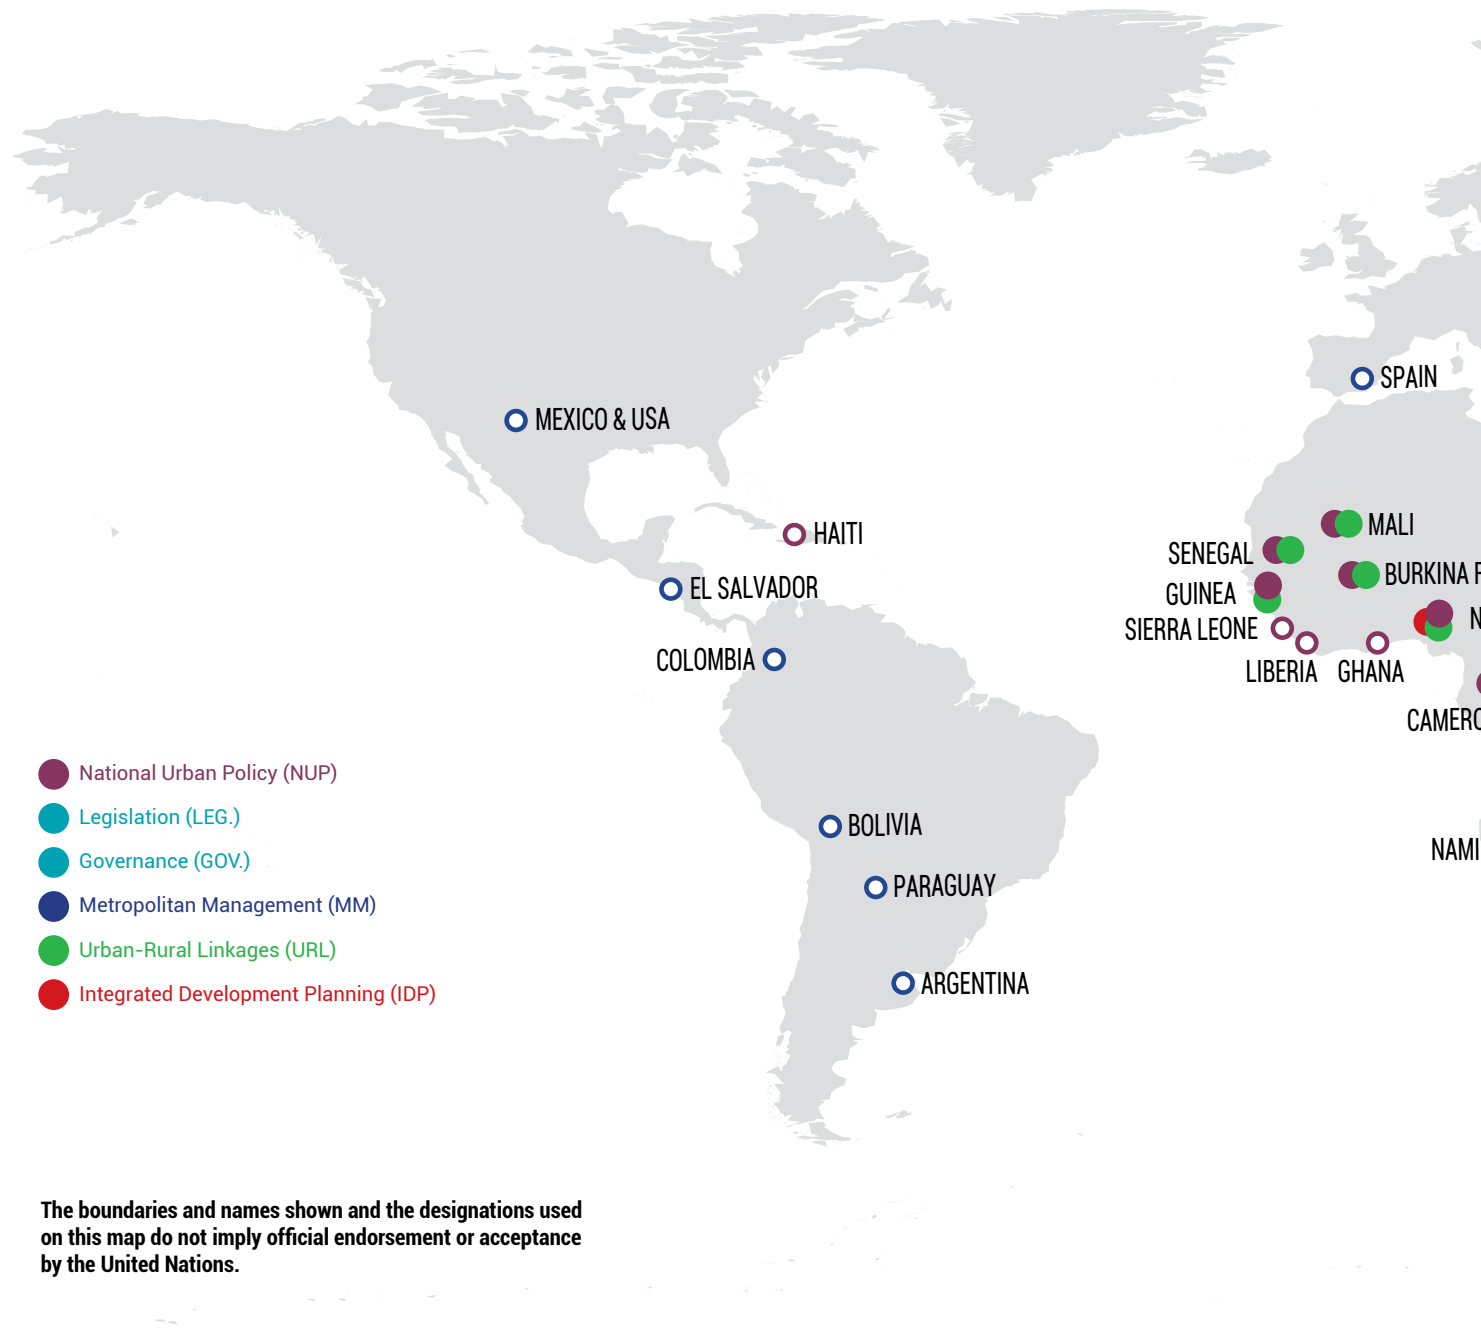 SPAIN
MEXICO & USA
MALI
HAITI
SENEGAL
BURKINA
EL SALVADOR
GUINEA
SIERRA LEONE
COLOMBIA
LIBERIA
GHANA
National Urban Policy (NUP)
Legislation (LEG.)
Governance (GOV.)
Metropolitan Management (MM)
Urban-Rural Linkages (URL)
Integrated Development Planning (IDP)
BOLIVIA
PARAGUAY
ARGENTINA
The boundaries and names shown and the designations used
on this map do not imply official endorsement or acceptance
by the United Nations.